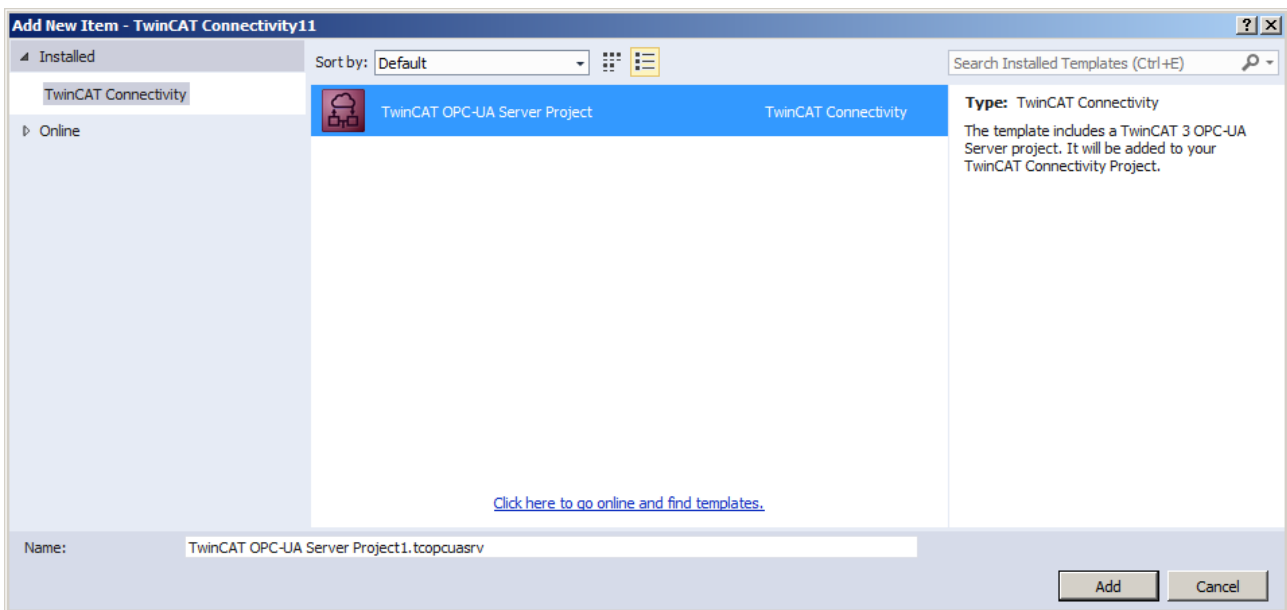 Add New Item - TwinCAT Connectivity11
Installed
TwinCAT Connectivity
Online
Sort by: Default
Search Installed Templates (Ctrl+E)
TwinCAT OPC-UA Server Project TwinCAT Connectivity
Type: TwinCAT Connectivity
The template includes a TwinCAT 3 OPC-UA
Server project. It will be added to your
TwinCAT Connectivity Project.
Click here to go online and find templates.
Name: TwinCAT OPC-UA Server Project1.tcopcuasrv
Add Cancel